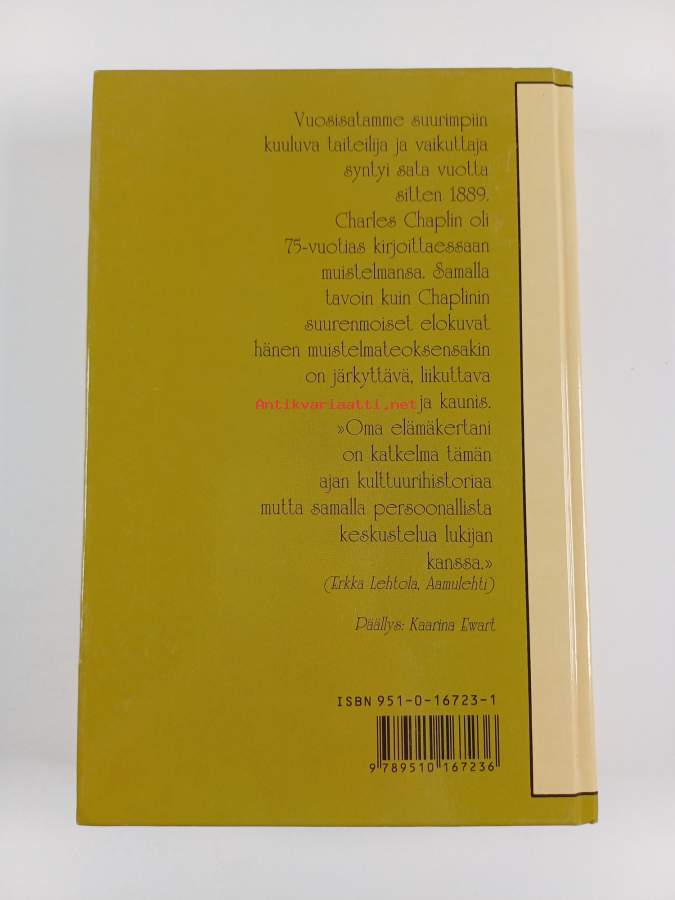 Vuosisatamme suurimpiin
kuuluva taiteilija ja vaikuttaja
syntyi sata vuotta
sitten 1889.
Charles Chaplin oli
75-vuotias kirjoittaessaan
muistelmansa. Samalla
tavoin kuin Chaplinin
suurenmoiset elokuvat
hänen muistelmateoksensakin
on järkyttävä, liikuttava
Antikvariaatti.net
ja kaunis.
»Oma elämäkertani
on katkelma tämän
ajan kulttuurihistoriaa
mutta samalla persoonallista
keskustelua lukijan
kanssa.»
(Erkka Lehtola, Aamulehti)
Päällys: Kaarina Ewart
ISBN 951-0-16723-1
9 789510 167236